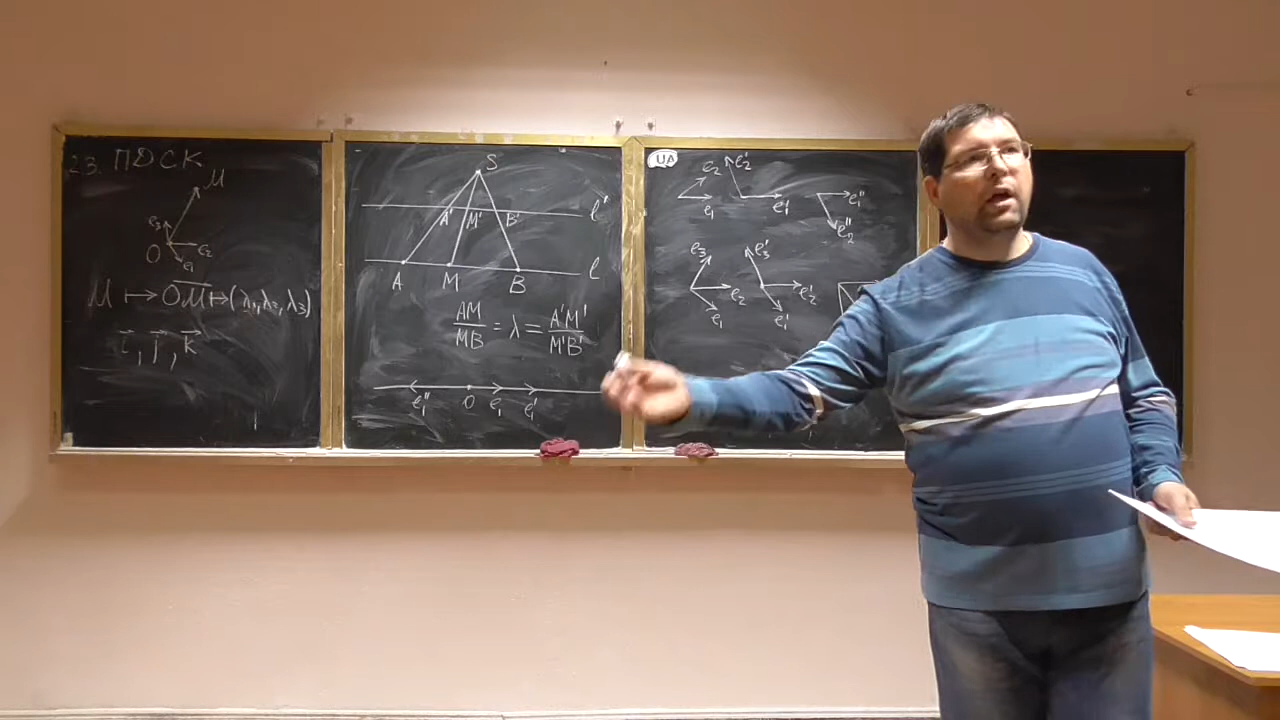 23. ПДСК
M
e₃
O e₂
e₁
M ↦ O͞M ↦ (λ₁, λ₂, λ₃)
i⃗, j⃗, k⃗
S
A' M' B' l'
A M B l
AM/MB = λ = A'M'/M'B'
e₁'' O e₁ e₁'
UA
e₂ e₂' e₁''
e₁ e₁' e₂''
e₃ e₃'
e₂ e₂'
e₁ e₁'